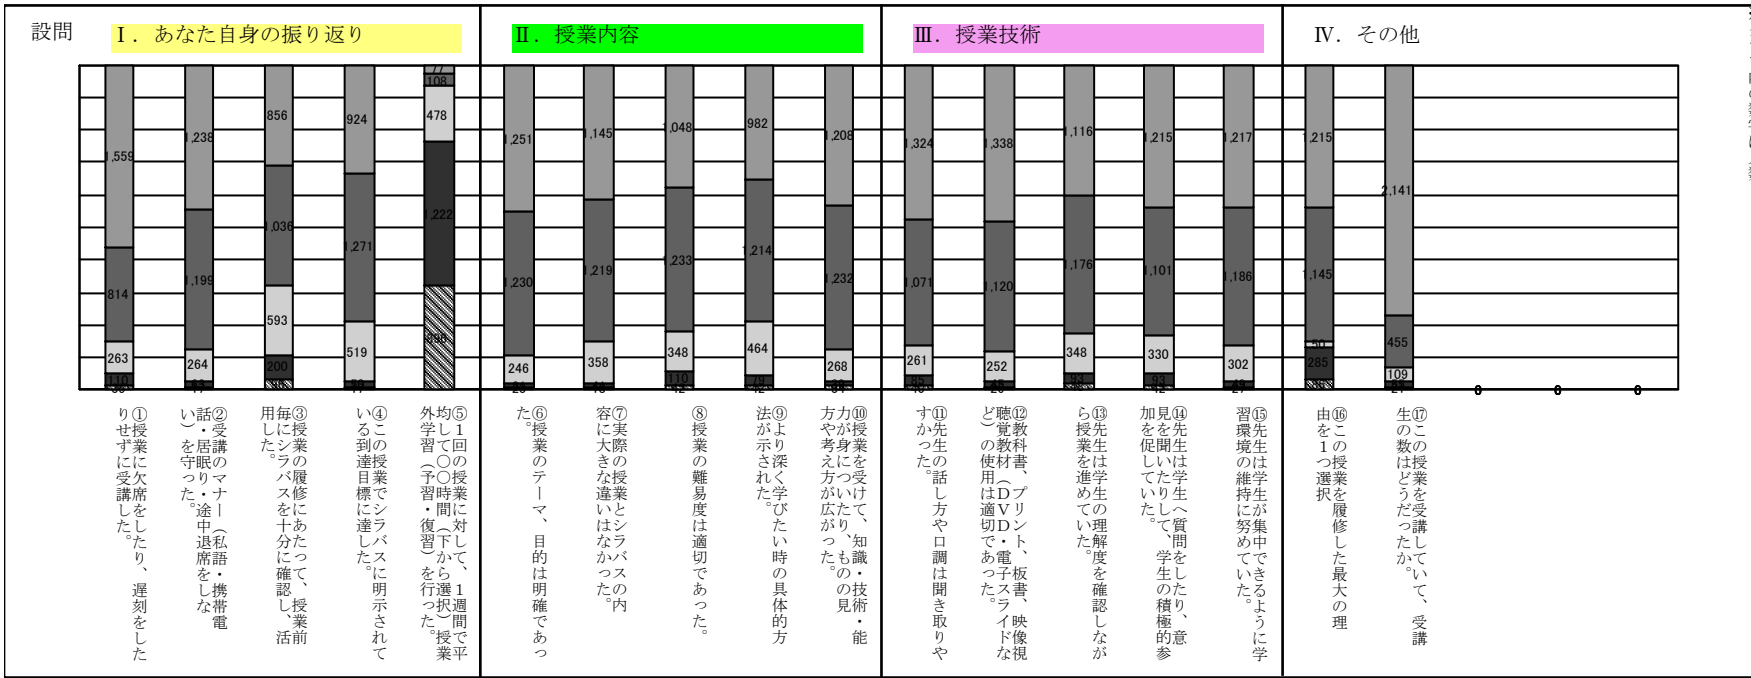 設問
Ⅰ．あなた自身の振り返り
Ⅱ．授業内容
Ⅲ．授業技術
Ⅳ．その他
1,559
814
263
110
1,238
1,199
264
856
1,036
593
200
924
1,271
519
77
108
478
1,222
1,251
1,230
246
1,145
1,219
358
1,048
1,233
348
110
982
1,214
464
79
1,208
1,232
268
1,324
1,071
261
85
1,338
1,120
252
1,116
1,176
348
93
1,215
1,101
330
93
1,217
1,186
302
1,215
1,145
50
285
2,141
455
109
0
0
0
①授業に欠席をしたり、遅刻をした
りせずに受講した。
②受講のマナー（私語・携帯電
話・居眠り・途中退席をしな
い）を守った。
③授業の履修にあたって、授業前
毎にシラバスを十分に確認し、活
用した。
④この授業でシラバスに明示されて
いる到達目標に達した。
⑤１回の授業に対して、１週間で平
均して〇〇時間（下から選択）授業
外学習（予習・復習）を行った。
⑥授業のテーマ、目的は明確であっ
た。
⑦実際の授業とシラバスの内
容に大きな違いはなかった。
⑧授業の難易度は適切であった。
⑨より深く学びたい時の具体的方
法が示された。
⑩授業を受けて、知識・技術・能
力が身についたり、ものの見
方や考え方が広がった。
⑪先生の話し方や口調は聞き取りや
すかった。
⑫教科書、プリント、板書、映像視
聴覚教材（ＤＶＤ・電子スライドな
ど）の使用は適切であった。
⑬先生は学生の理解度を確認しなが
ら授業を進めていた。
⑭先生は学生へ質問をしたり、意
見を聞いたりして、学生の積極的参
加を促していた。
⑮先生は学生が集中できるように学
習環境の維持に努めていた。
⑯この授業を履修した最大の理
由を１つ選択
⑰この授業を受講していて、受講
生の数はどうだったか。